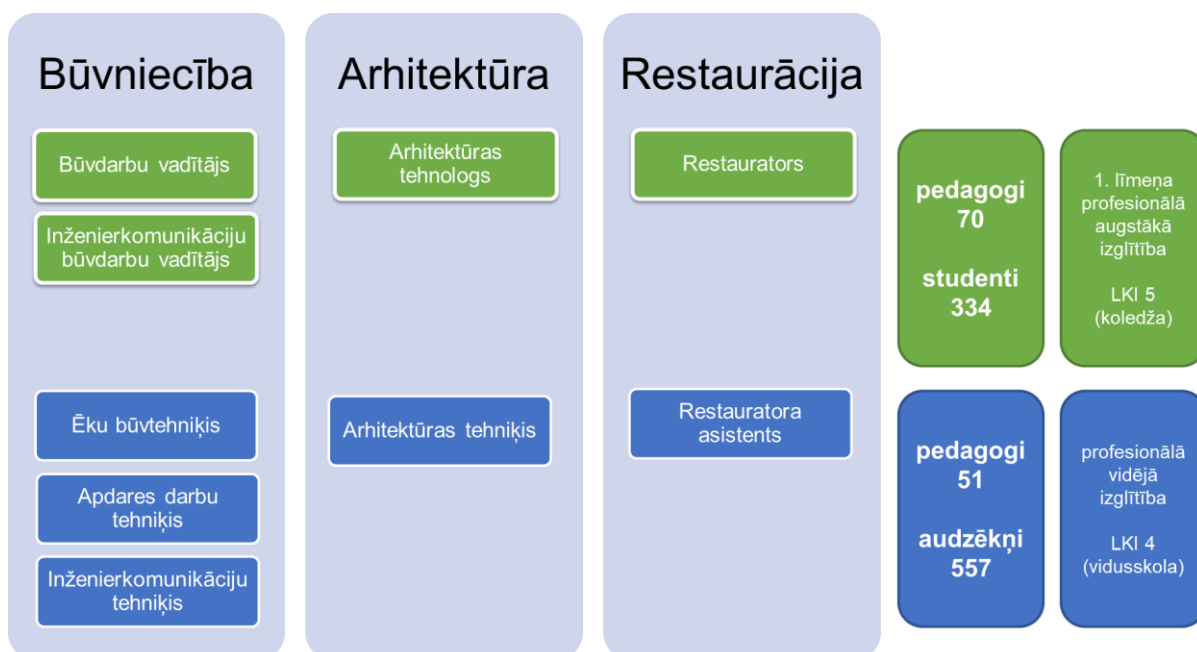 Būvniecība
Būvdarbu vadītājs
Inženierkomunikāciju
būvdarbu vadītājs
Ēku būvtehniķis
Apdares darbu
tehniķis
Inženierkomunikāciju
tehniķis
Arhitektūra
Arhitektūras
tehnologs
Arhitektūras tehniķis
Restaurācija
Restaurators
Restauratora
asistents
pedagogi
70
studenti
334
1. līmeņa
profesionālā
augstākā
izglītība
LKI 5
(koledža)
pedagogi
51
audzēkņi
557
profesionālā
vidējā
izglītība
LKI 4
(vidusskola)